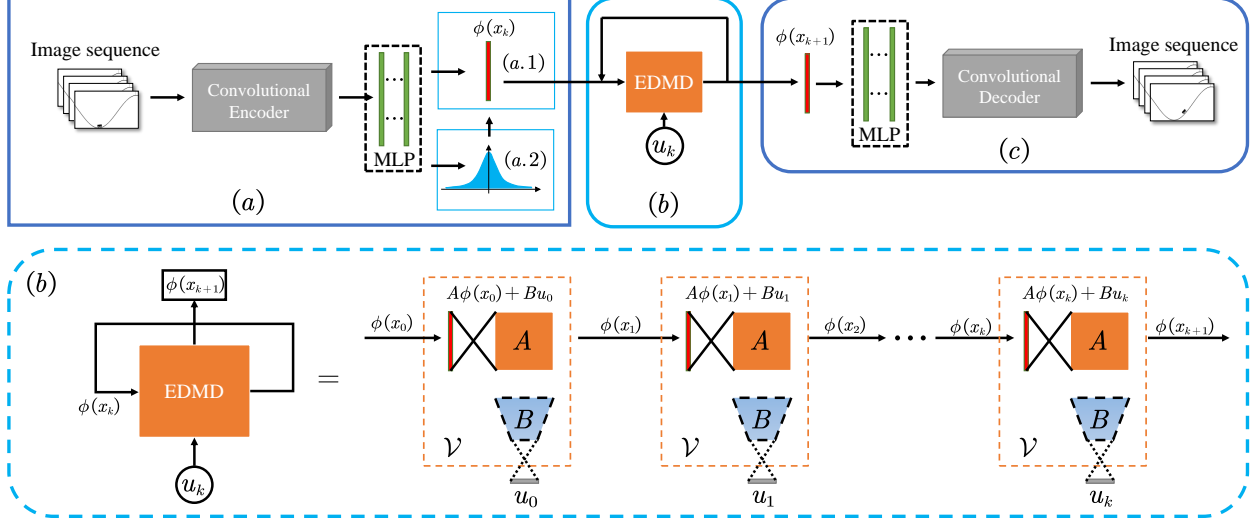 Image sequence
Convolutional
Encoder
MLP
ϕ(x_k)
(a.1)
(a.2)
(a)
EDMD
u_k
(b)
ϕ(x_{k+1})
MLP
Convolutional
Decoder
Image sequence
(c)
(b)
ϕ(x_{k+1})
EDMD
ϕ(x_k)
u_k
=
ϕ(x_0)
Aϕ(x_0) + Bu_0
A
B
𝒱
u_0
ϕ(x_1)
Aϕ(x_1) + Bu_1
A
B
𝒱
u_1
ϕ(x_2)
···
ϕ(x_k)
Aϕ(x_k) + Bu_k
A
B
𝒱
u_k
ϕ(x_{k+1})